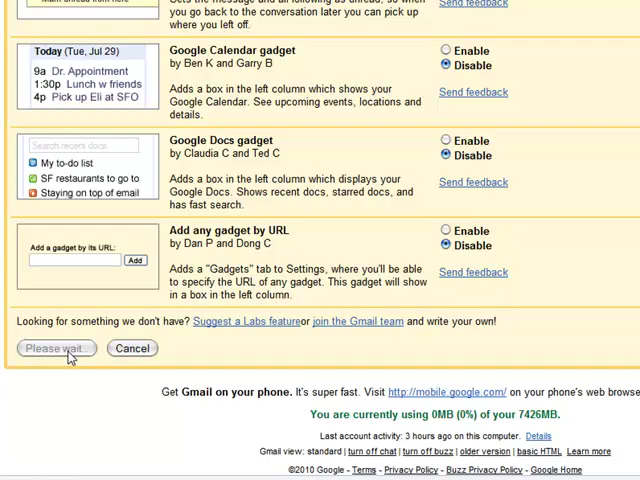 Main thread from here
Sets the message and all following as unread, so when
you go back to the conversation later you can pick up
where you left off.
Send feedback
Today (Tue, Jul 29)
9a Dr. Appointment
1:30p Lunch w friends
4p Pick up Eli at SFO
Google Calendar gadget
by Ben K and Garry B
Adds a box in the left column which shows your
Google Calendar. See upcoming events, locations and
details.
Enable
Disable
Send feedback
Search recent docs
My to-do list
SF restaurants to go to
Staying on top of email
Google Docs gadget
by Claudia C and Ted C
Adds a box in the left column which displays your
Google Docs. Shows recent docs, starred docs, and
has fast search.
Enable
Disable
Send feedback
Add a gadget by its URL:
Add
Add any gadget by URL
by Dan P and Dong C
Adds a "Gadgets" tab to Settings, where you'll be able
to specify the URL of any gadget. This gadget will show
in a box in the left column.
Enable
Disable
Send feedback
Looking for something we don't have? Suggest a Labs featureor join the Gmail team and write your own!
Please wait... Cancel
Get Gmail on your phone. It's super fast. Visit http://mobile.google.com/ on your phone's web browse
You are currently using 0MB (0%) of your 7426MB.
Last account activity: 3 hours ago on this computer. Details
Gmail view: standard | turn off chat | turn off buzz | older version | basic HTML Learn more
©2010 Google - Terms - Privacy Policy - Buzz Privacy Policy - Google Home